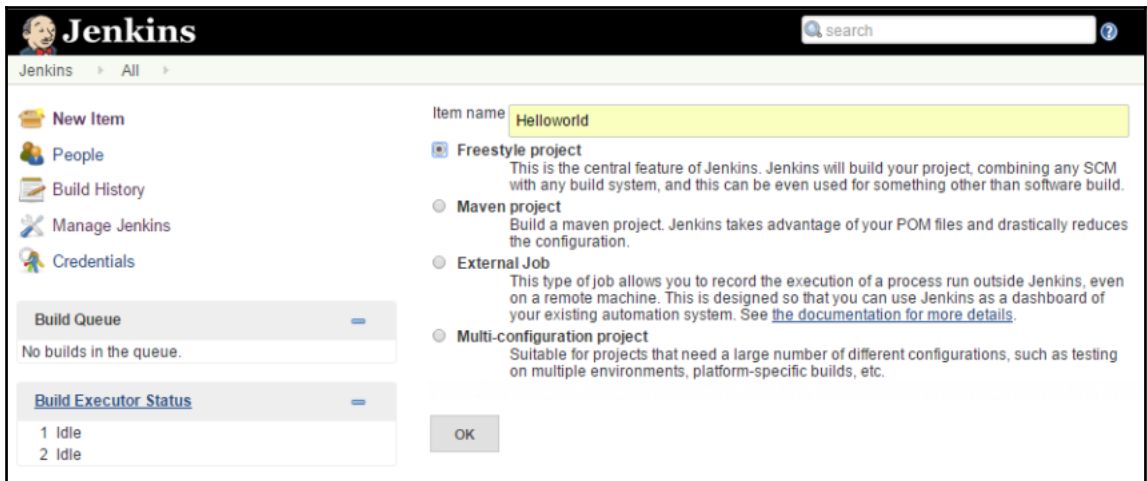 Jenkins
search
Jenkins All
New Item
People
Build History
Manage Jenkins
Credentials
Build Queue
No builds in the queue.
Build Executor Status
1 Idle
2 Idle
Item name Helloworld
Freestyle project
This is the central feature of Jenkins. Jenkins will build your project, combining any SCM
with any build system, and this can be even used for something other than software build.
Maven project
Build a maven project. Jenkins takes advantage of your POM files and drastically reduces
the configuration.
External Job
This type of job allows you to record the execution of a process run outside Jenkins, even
on a remote machine. This is designed so that you can use Jenkins as a dashboard of
your existing automation system. See the documentation for more details.
Multi-configuration project
Suitable for projects that need a large number of different configurations, such as testing
on multiple environments, platform-specific builds, etc.
OK